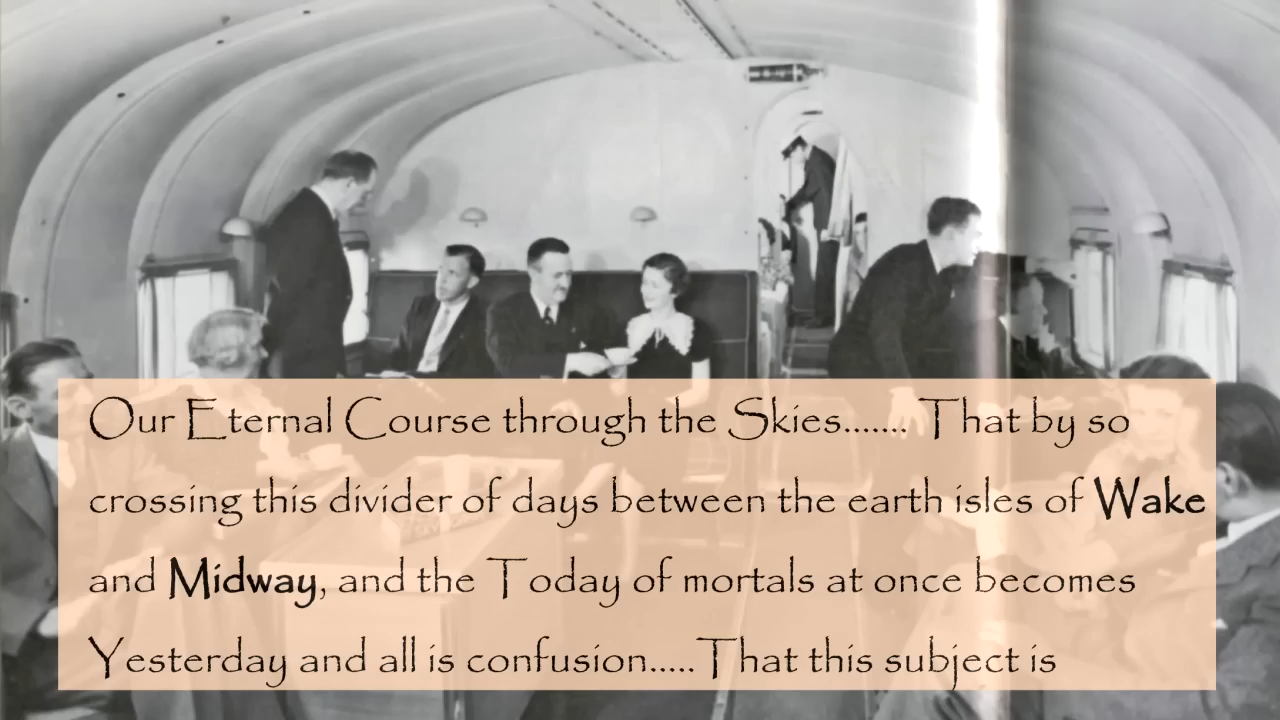 Our Eternal Course through the Skies....... That by so
crossing this divider of days between the earth isles of Wake
and Midway, and the Today of mortals at once becomes
Yesterday and all is confusion.....That this subject is